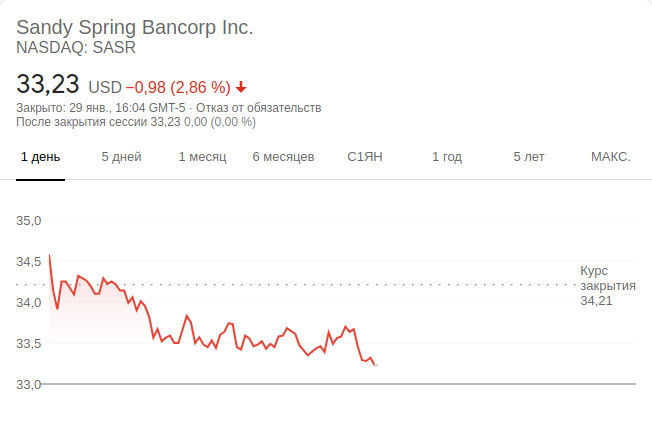 Sandy Spring Bancorp Inc.
NASDAQ: SASR
33,23 USD −0,98 (2,86 %)
Закрыто: 29 янв., 16:04 GMT-5 · Отказ от обязательств
После закрытия сессии 33,23 0,00 (0,00 %)
1 день 5 дней 1 месяц 6 месяцев С1ЯН 1 год 5 лет МАКС.
35,0
34,5
Курс
закрытия
34,21
34,0
33,5
33,0